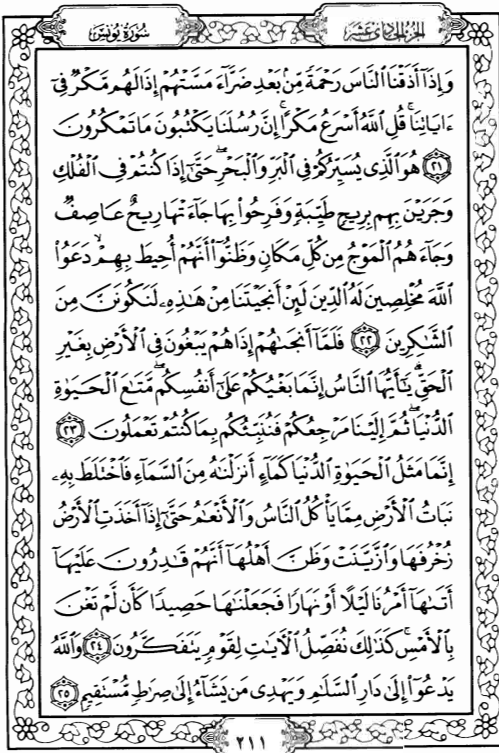 الجزء الحادي عشر
سورة يونس
وَإِذَآ أَذَقۡنَا ٱلنَّاسَ رَحۡمَةٗ مِّنۢ بَعۡدِ ضَرَّآءَ مَسَّتۡهُمۡ إِذَا لَهُم مَّكۡرٞ فِيٓ
ءَايَاتِنَاۚ قُلِ ٱللَّهُ أَسۡرَعُ مَكۡرًاۚ إِنَّ رُسُلَنَا يَكۡتُبُونَ مَا تَمۡكُرُونَ
٢١ هُوَ ٱلَّذِي يُسَيِّرُكُمۡ فِي ٱلۡبَرِّ وَٱلۡبَحۡرِۖ حَتَّىٰٓ إِذَا كُنتُمۡ فِي ٱلۡفُلۡكِ
وَجَرَيۡنَ بِهِم بِرِيحٖ طَيِّبَةٖ وَفَرِحُواْ بِهَا جَآءَتۡهَا رِيحٌ عَاصِفٞ
وَجَآءَهُمُ ٱلۡمَوۡجُ مِن كُلِّ مَكَانٖ وَظَنُّوٓاْ أَنَّهُمۡ أُحِيطَ بِهِمۡ دَعَوُاْ
ٱللَّهَ مُخۡلِصِينَ لَهُ ٱلدِّينَ لَئِنۡ أَنجَيۡتَنَا مِنۡ هَٰذِهِۦ لَنَكُونَنَّ مِنَ
ٱلشَّٰكِرِينَ ٢٢ فَلَمَّآ أَنجَىٰهُمۡ إِذَا هُمۡ يَبۡغُونَ فِي ٱلۡأَرۡضِ بِغَيۡرِ
ٱلۡحَقِّۗ يَٰٓأَيُّهَا ٱلنَّاسُ إِنَّمَا بَغۡيُكُمۡ عَلَىٰٓ أَنفُسِكُمۖ مَّتَٰعَ ٱلۡحَيَوٰةِ
ٱلدُّنۡيَاۖ ثُمَّ إِلَيۡنَا مَرۡجِعُكُمۡ فَنُنَبِّئُكُم بِمَا كُنتُمۡ تَعۡمَلُونَ ٢٣
إِنَّمَا مَثَلُ ٱلۡحَيَوٰةِ ٱلدُّنۡيَا كَمَآءٍ أَنزَلۡنَٰهُ مِنَ ٱلسَّمَآءِ فَٱخۡتَلَطَ بِهِۦ
نَبَاتُ ٱلۡأَرۡضِ مِمَّا يَأۡكُلُ ٱلنَّاسُ وَٱلۡأَنۡعَٰمُ حَتَّىٰٓ إِذَآ أَخَذَتِ ٱلۡأَرۡضُ
زُخۡرُفَهَا وَٱزَّيَّنَتۡ وَظَنَّ أَهۡلُهَآ أَنَّهُمۡ قَٰدِرُونَ عَلَيۡهَآ
أَتَىٰهَآ أَمۡرُنَا لَيۡلًا أَوۡ نَهَارٗا فَجَعَلۡنَٰهَا حَصِيدٗا كَأَن لَّمۡ تَغۡنَ
بِٱلۡأَمۡسِۚ كَذَٰلِكَ نُفَصِّلُ ٱلۡأٓيَٰتِ لِقَوۡمٖ يَتَفَكَّرُونَ ٢٤ وَٱللَّهُ
يَدۡعُوٓاْ إِلَىٰ دَارِ ٱلسَّلَٰمِ وَيَهۡدِي مَن يَشَآءُ إِلَىٰ صِرَٰطٖ مُّسۡتَقِيمٖ ٢٥
٢١١